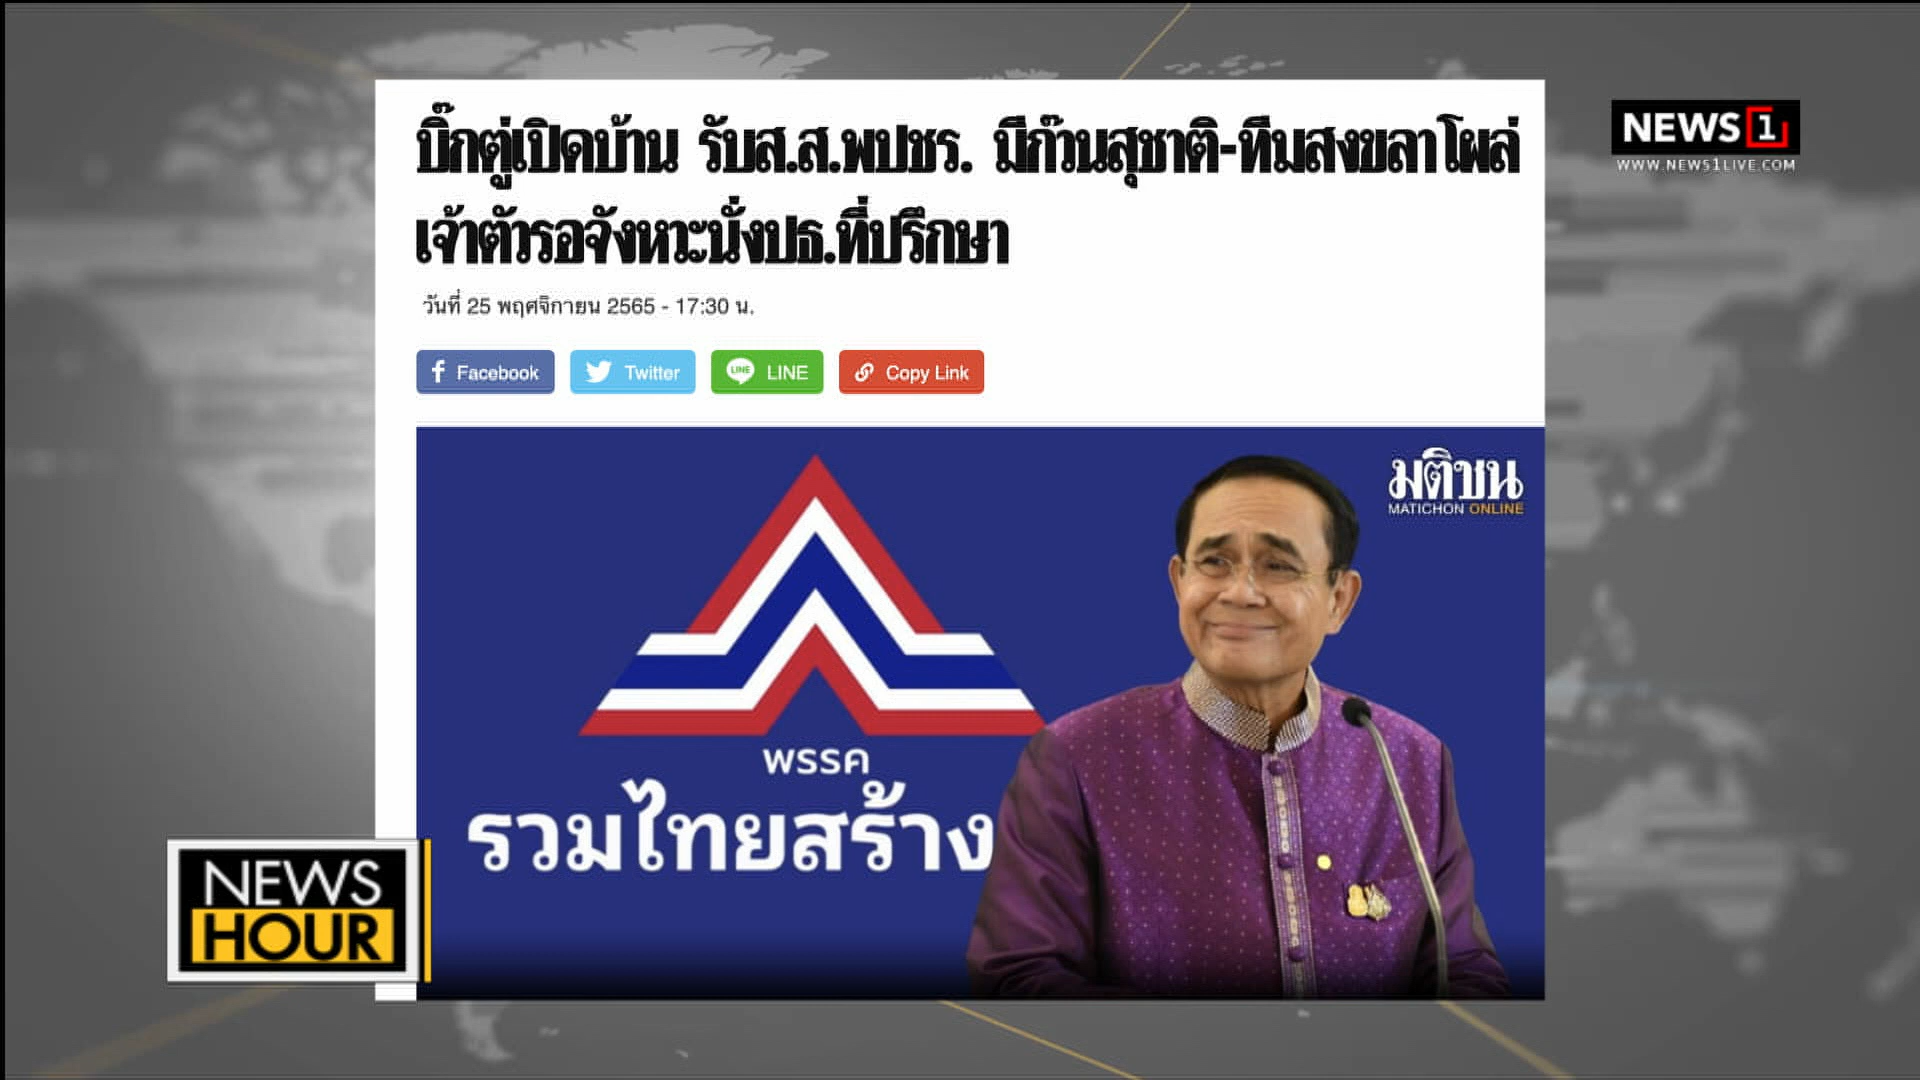 บิ๊กตู่เปิดบ้าน รับส.ส.พปชร. มีก๊วนสุชาติ-ทีมสงขลาโผล่
เจ้าตัวรอจังหวะนั่งปธ.ที่ปรึกษา
วันที่ 25 พฤศจิกายน 2565 - 17:30 น.
Facebook Twitter LINE LINE Copy Link
NEWS 1
WWW.NEWS1LIVE.COM
มติชน
MATICHON ONLINE
พรรค
รวมไทยสร้าง
NEWS
HOUR